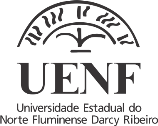 UENF
Universidade Estadual do
Norte Fluminense Darcy Ribeiro